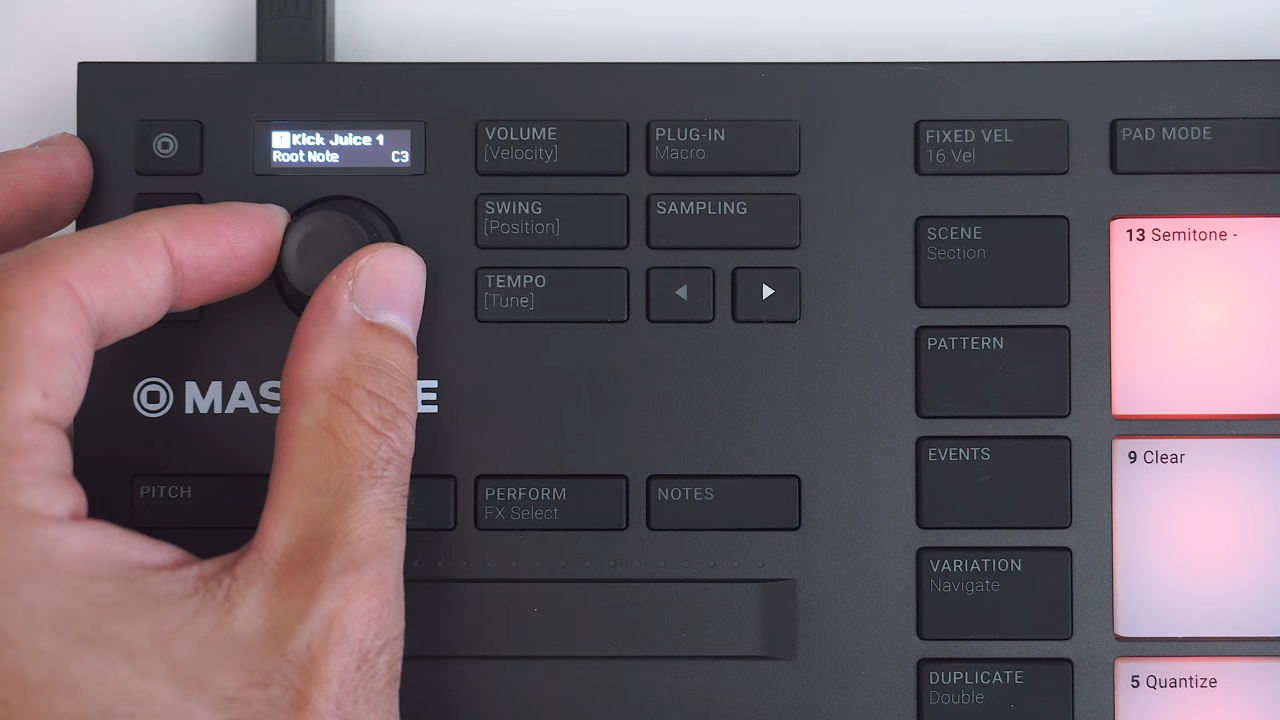 Kick Juice 1
Root Note C3
VOLUME
[Velocity]
PLUG-IN
Macro
SWING
[Position]
SAMPLING
TEMPO
[Tune]
FIXED VEL
16 Vel
PAD MODE
SCENE
Section
13 Semitone -
PATTERN
EVENTS
9 Clear
MAS E
PITCH
PERFORM
FX Select
NOTES
VARIATION
Navigate
DUPLICATE
Double
5 Quantize